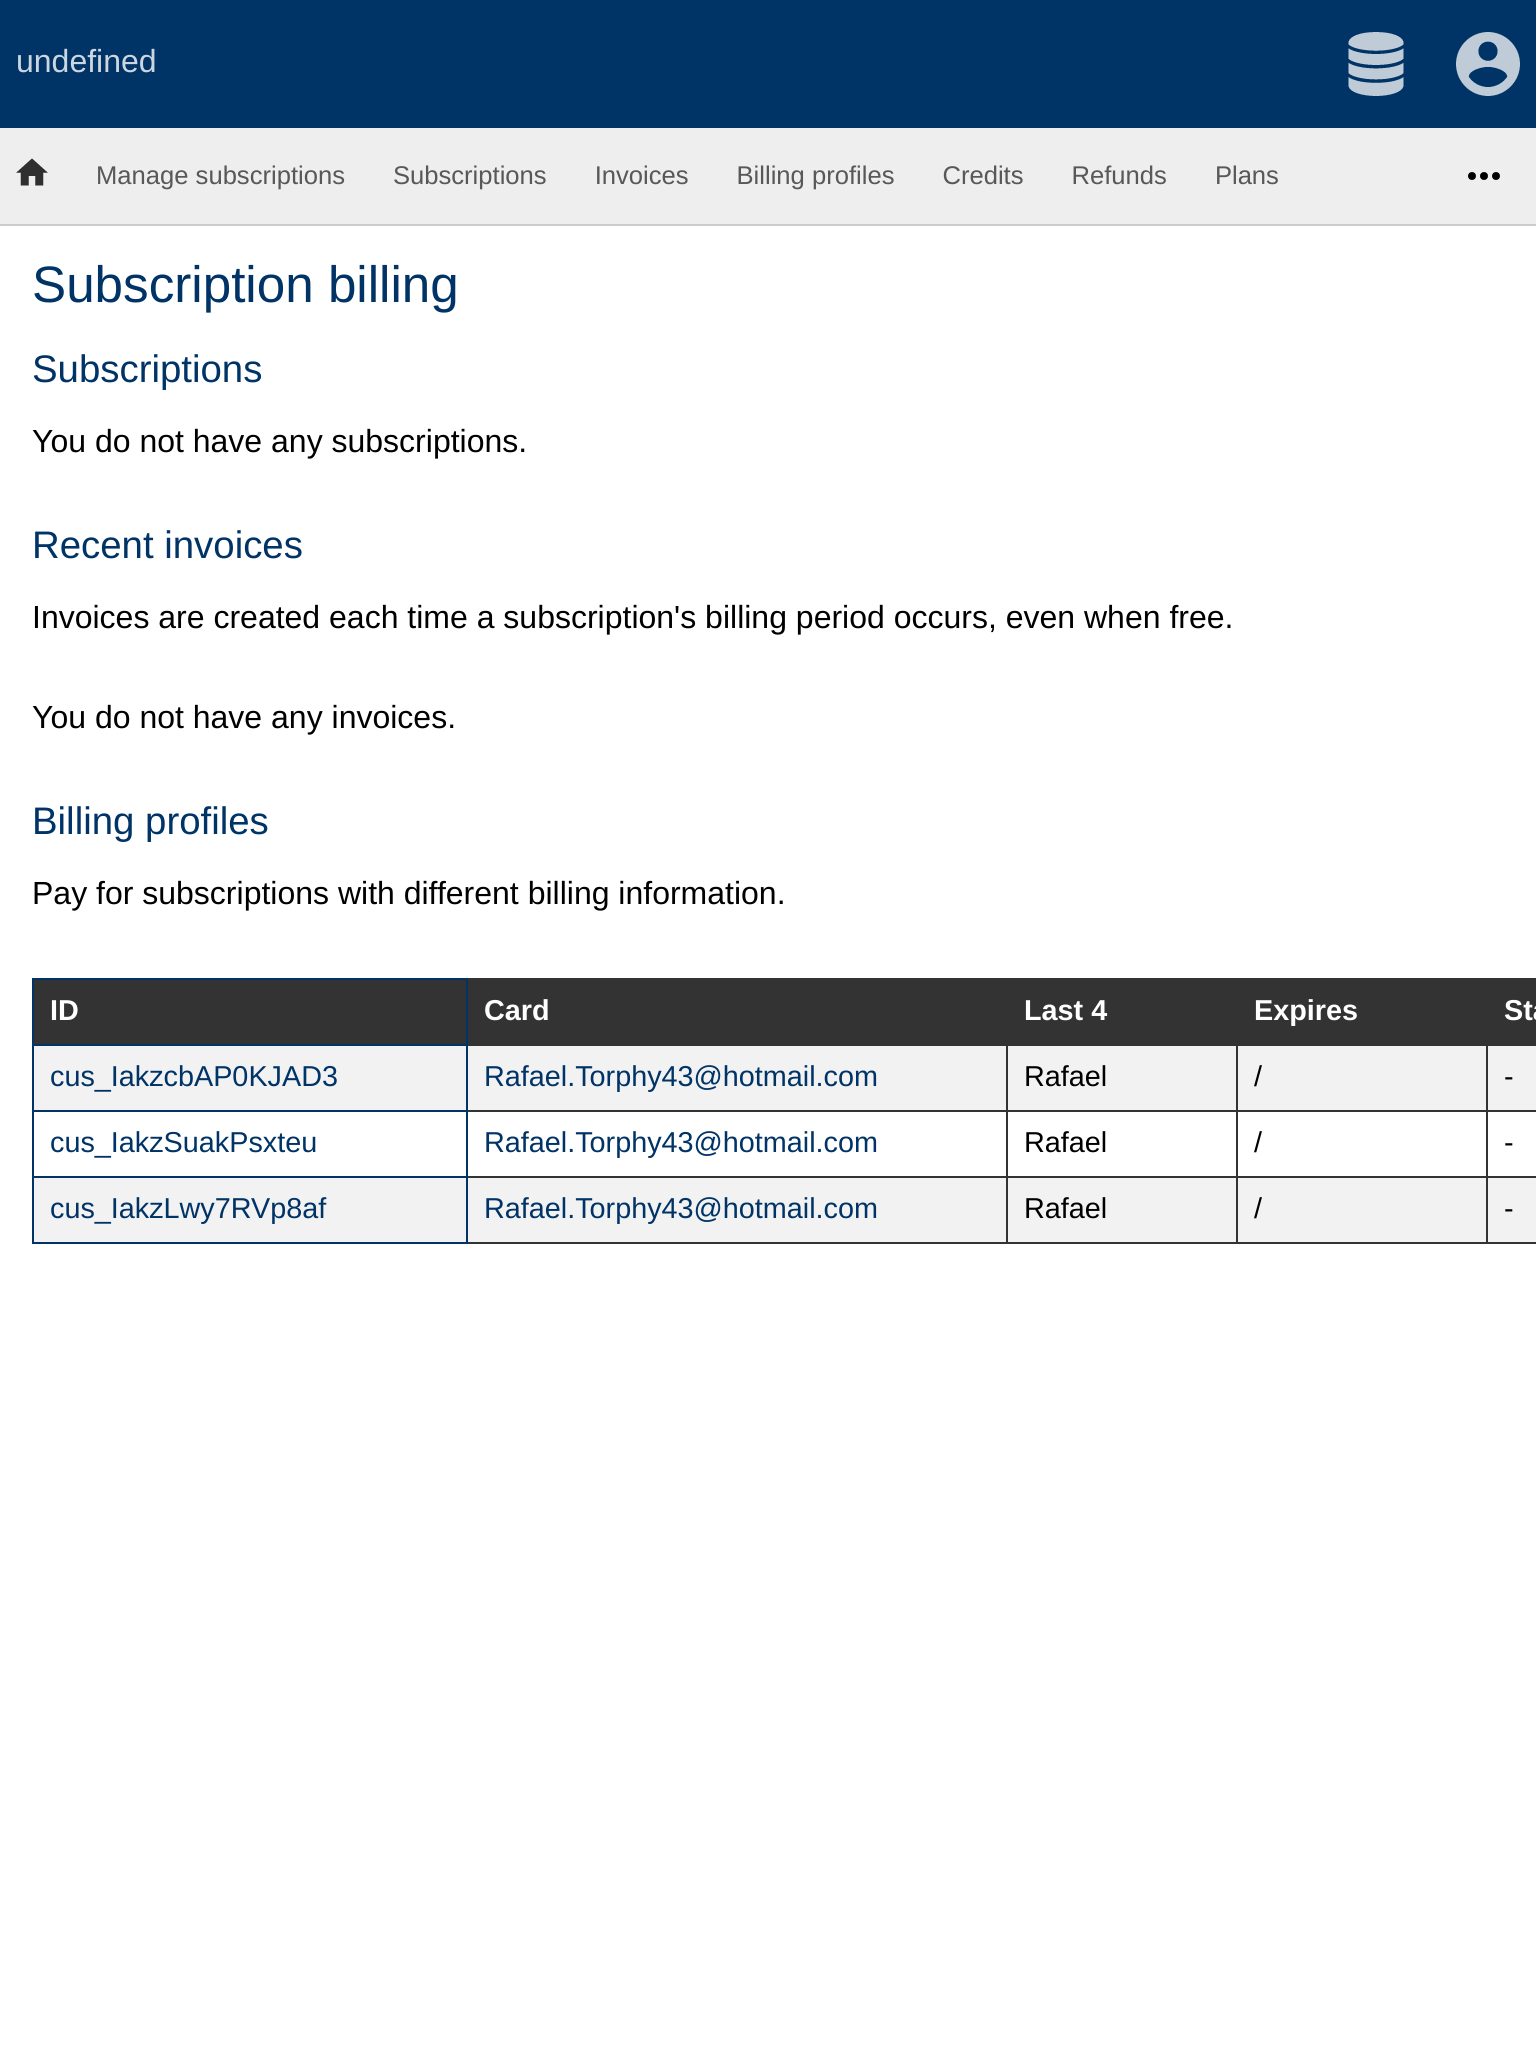 undefined
Manage subscriptions Subscriptions Invoices Billing profiles Credits Refunds Plans
Subscription billing
Subscriptions
You do not have any subscriptions.
Recent invoices
Invoices are created each time a subscription's billing period occurs, even when free.
You do not have any invoices.
Billing profiles
Pay for subscriptions with different billing information.
ID Card Last 4 Expires
cus_IakzcbAP0KJAD3 Rafael.Torphy43@hotmail.com Rafael / -
cus_IakzSuakPsxteu Rafael.Torphy43@hotmail.com Rafael / -
cus_IakzLwy7RVp8af Rafael.Torphy43@hotmail.com Rafael / -